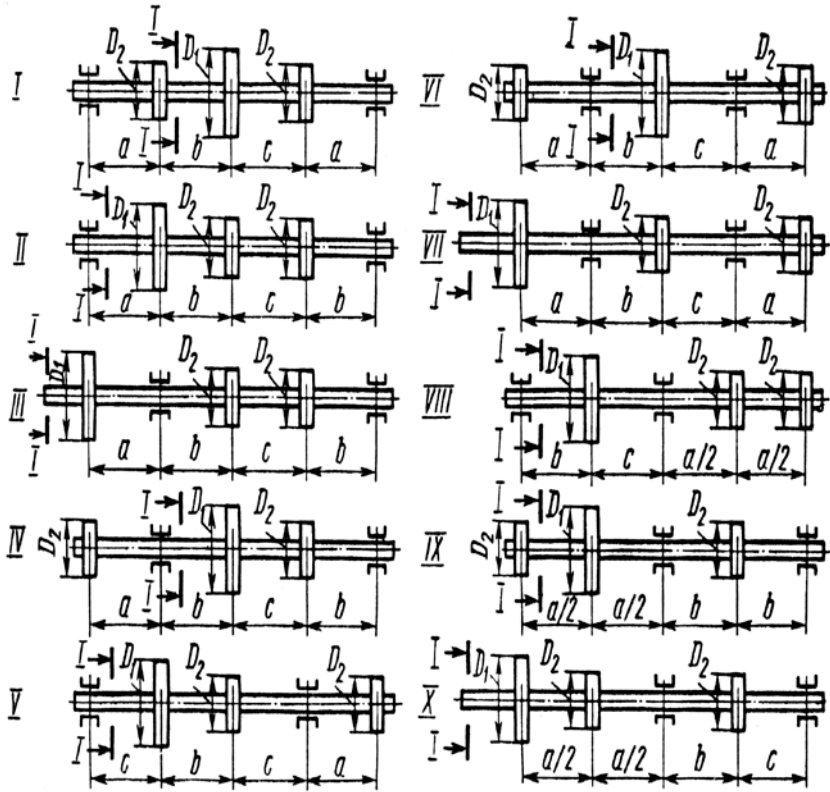 I
I D₂ D₁ D₂ I
a I b c a
VI
I D₂ D₁ D₂
a I b c a
II
I D₁ D₂ D₂
I a b c b
VII
I D₁ D₂ D₂
I a b c a
III
I D₁ D₂ D₂
I a b c b
VIII
I D₁ D₂ D₂
I b c a/2 a/2
IV
D₂ I D₁ D₂
a I b c b
IX
I D₂ D₁ D₂
I a/2 a/2 b b
V
I D₁ D₂ D₂
I c b c a
X
I D₁ D₂ D₂
I a/2 a/2 b c